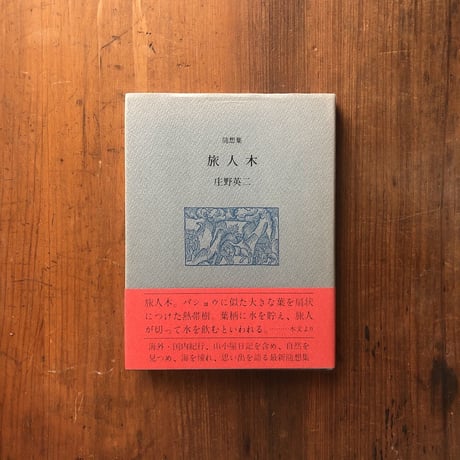 随想集
旅人木
庄野英二
旅人木。バショウに似た大きな葉を扇状
につけた熱帯樹。葉柄に水を貯え、旅人
が切って水を飲むといわれる。――本文より
海外・国内紀行、山小屋日記を含め、自然を
見つめ、海を憧れ、思い出を語る最新随想集